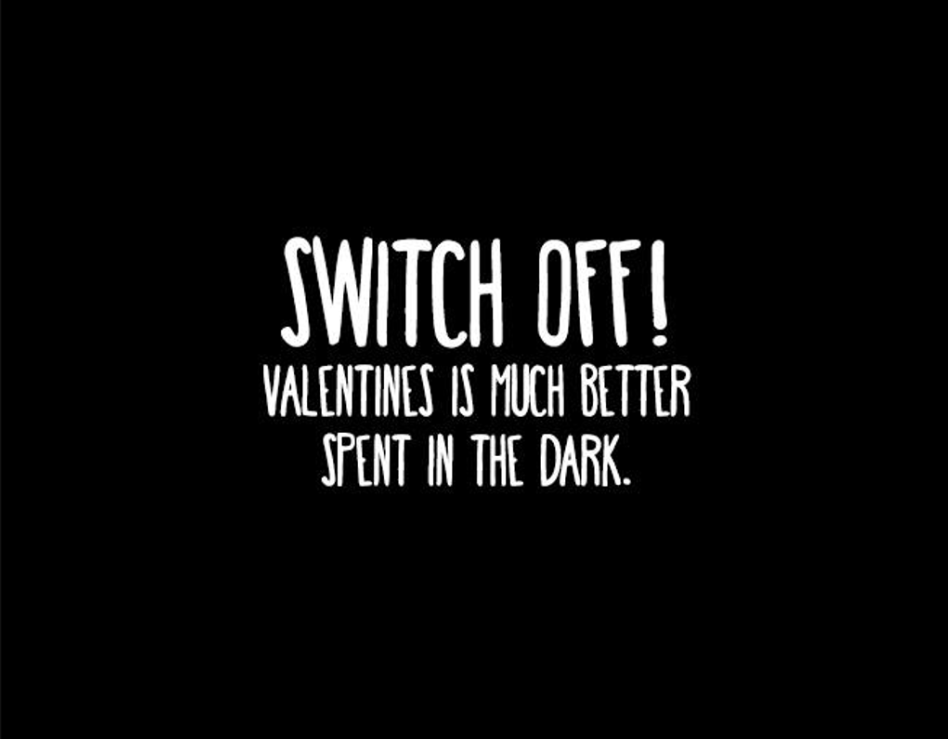 SWITCH OFF!
VALENTINES IS MUCH BETTER
SPENT IN THE DARK.